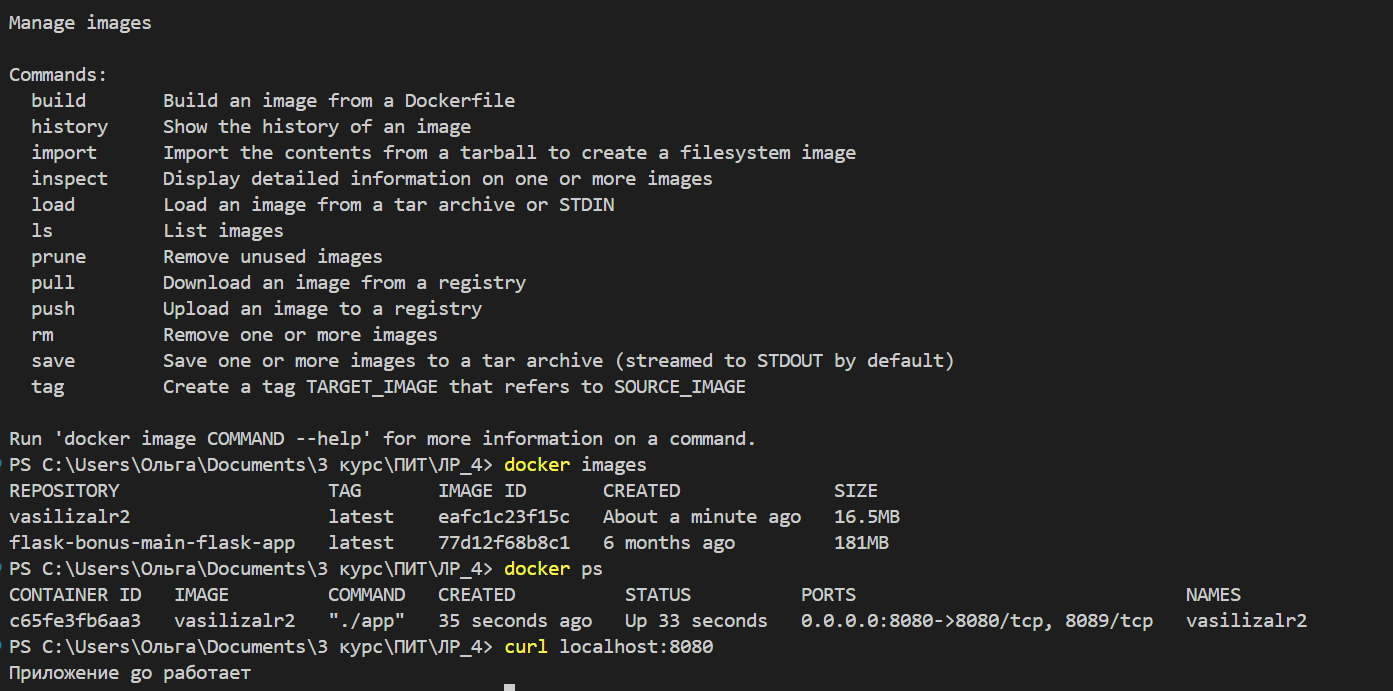 Manage images
Commands:
build Build an image from a Dockerfile
history Show the history of an image
import Import the contents from a tarball to create a filesystem image
inspect Display detailed information on one or more images
load Load an image from a tar archive or STDIN
ls List images
prune Remove unused images
pull Download an image from a registry
push Upload an image to a registry
rm Remove one or more images
save Save one or more images to a tar archive (streamed to STDOUT by default)
tag Create a tag TARGET_IMAGE that refers to SOURCE_IMAGE
Run 'docker image COMMAND --help' for more information on a command.
PS C:\Users\Ольга\Documents\3 курс\ПИТ\ЛР_4> docker images
REPOSITORY TAG IMAGE ID CREATED SIZE
vasilizalr2 latest eafc1c23f15c About a minute ago 16.5MB
flask-bonus-main-flask-app latest 77d12f68b8c1 6 months ago 181MB
PS C:\Users\Ольга\Documents\3 курс\ПИТ\ЛР_4> docker ps
CONTAINER ID IMAGE COMMAND CREATED STATUS PORTS NAMES
c65fe3fb6aa3 vasilizalr2 "./app" 35 seconds ago Up 33 seconds 0.0.0.0:8080->8080/tcp, 8089/tcp vasilizalr2
PS C:\Users\Ольга\Documents\3 курс\ПИТ\ЛР_4> curl localhost:8080
Приложение go работает